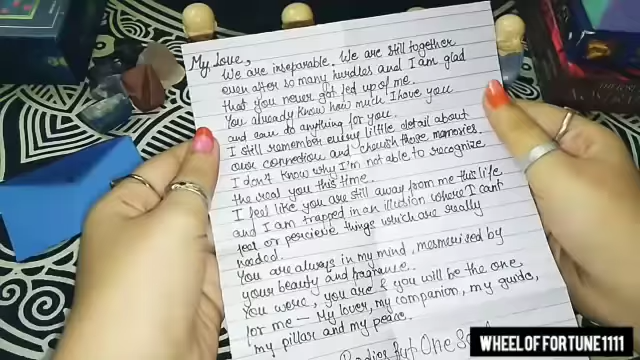 My Love,
We are inseparable. We are still together
even after so many hurdles and I am glad
that you never got fed up of me.
You already know how much I love you
and can do anything for you.
I still remember every little detail about
our connection and cherish those memories.
I don't know why I'm not able to recognize
the real you this time.
I feel like you are still away from me this life
and I am trapped in an illusion where I can't
feel or percieve things which are really
needed.
You are always in my mind, mesmerised by
your beauty and fragrance.
You were, you are & you will be the one
for me — My lover, my companion, my guide,
my pillar and my peace.
Bodies but One
WHEEL OF FORTUNE1111